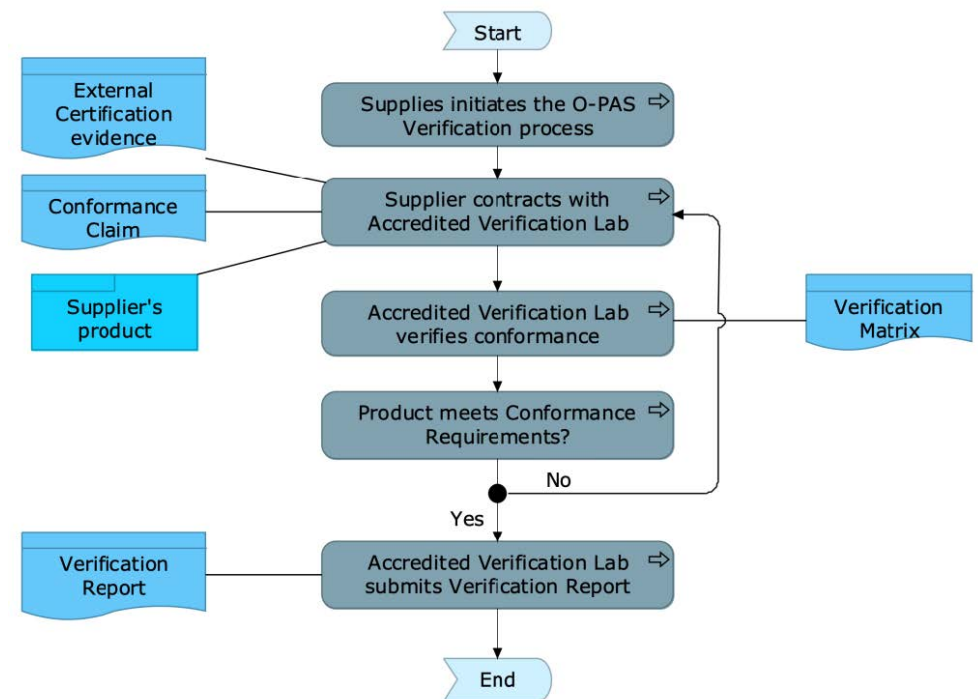 Start
Supplies initiates the O-PAS
Verification process
External
Certification
evidence
Supplier contracts with
Accredited Verification Lab
Conformance
Claim
Supplier's
product
Accredited Verification Lab
verifies conformance
Verification
Matrix
Product meets Conformance
Requirements?
No
Yes
Accredited Verification Lab
submits Verification Report
Verification
Report
End